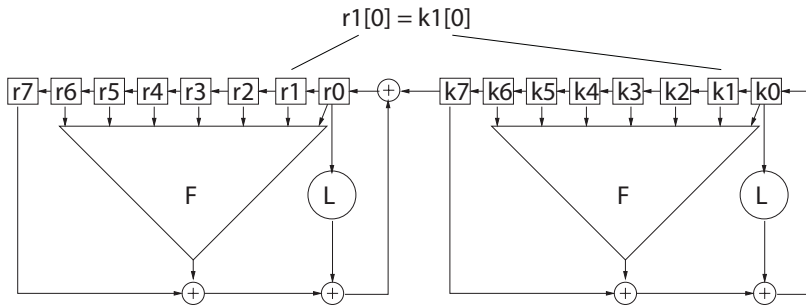 r1[0] = k1[0]
r7 r6 r5 r4 r3 r2 r1 r0 + k7 k6 k5 k4 k3 k2 k1 k0
F L F L
+ + + +